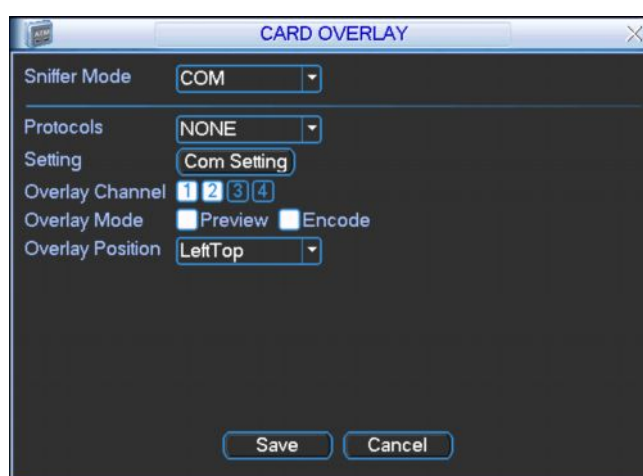 ATM
CARD OVERLAY
Sniffer Mode COM
Protocols NONE
Setting Com Setting
Overlay Channel 1 2 3 4
Overlay Mode Preview Encode
Overlay Position LeftTop
Save Cancel